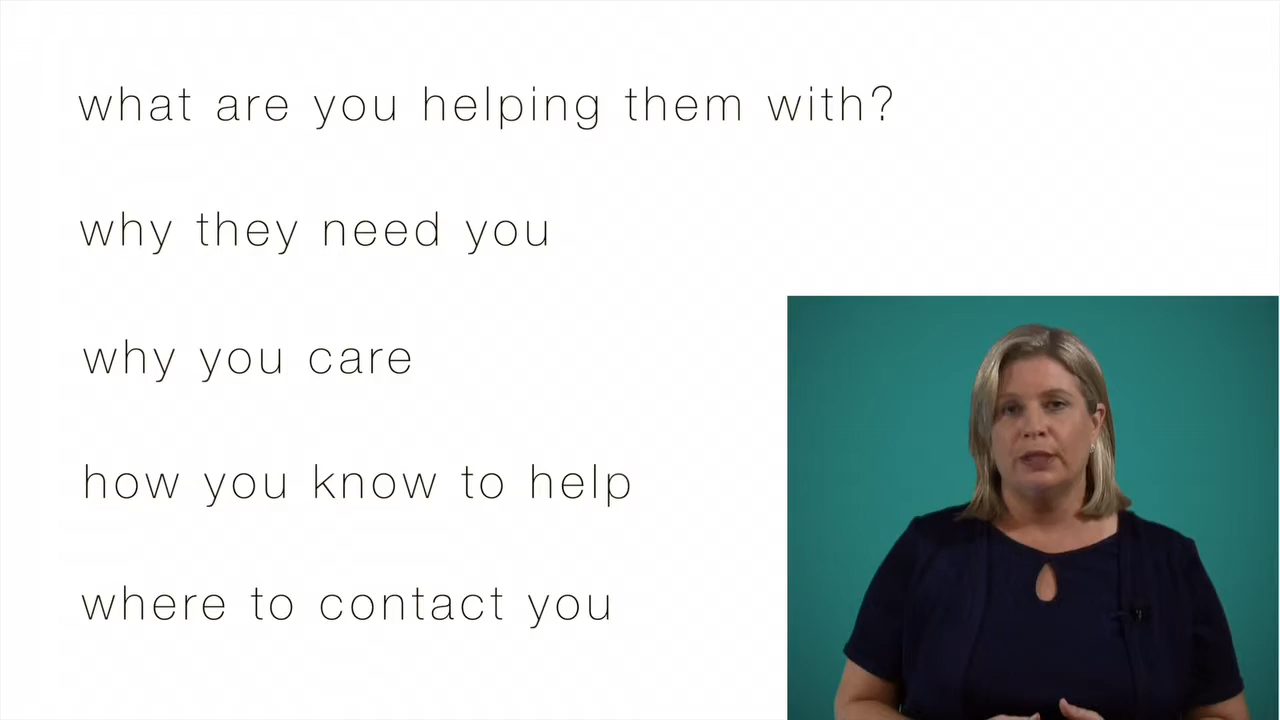 what are you helping them with?
why they need you
why you care
how you know to help
where to contact you